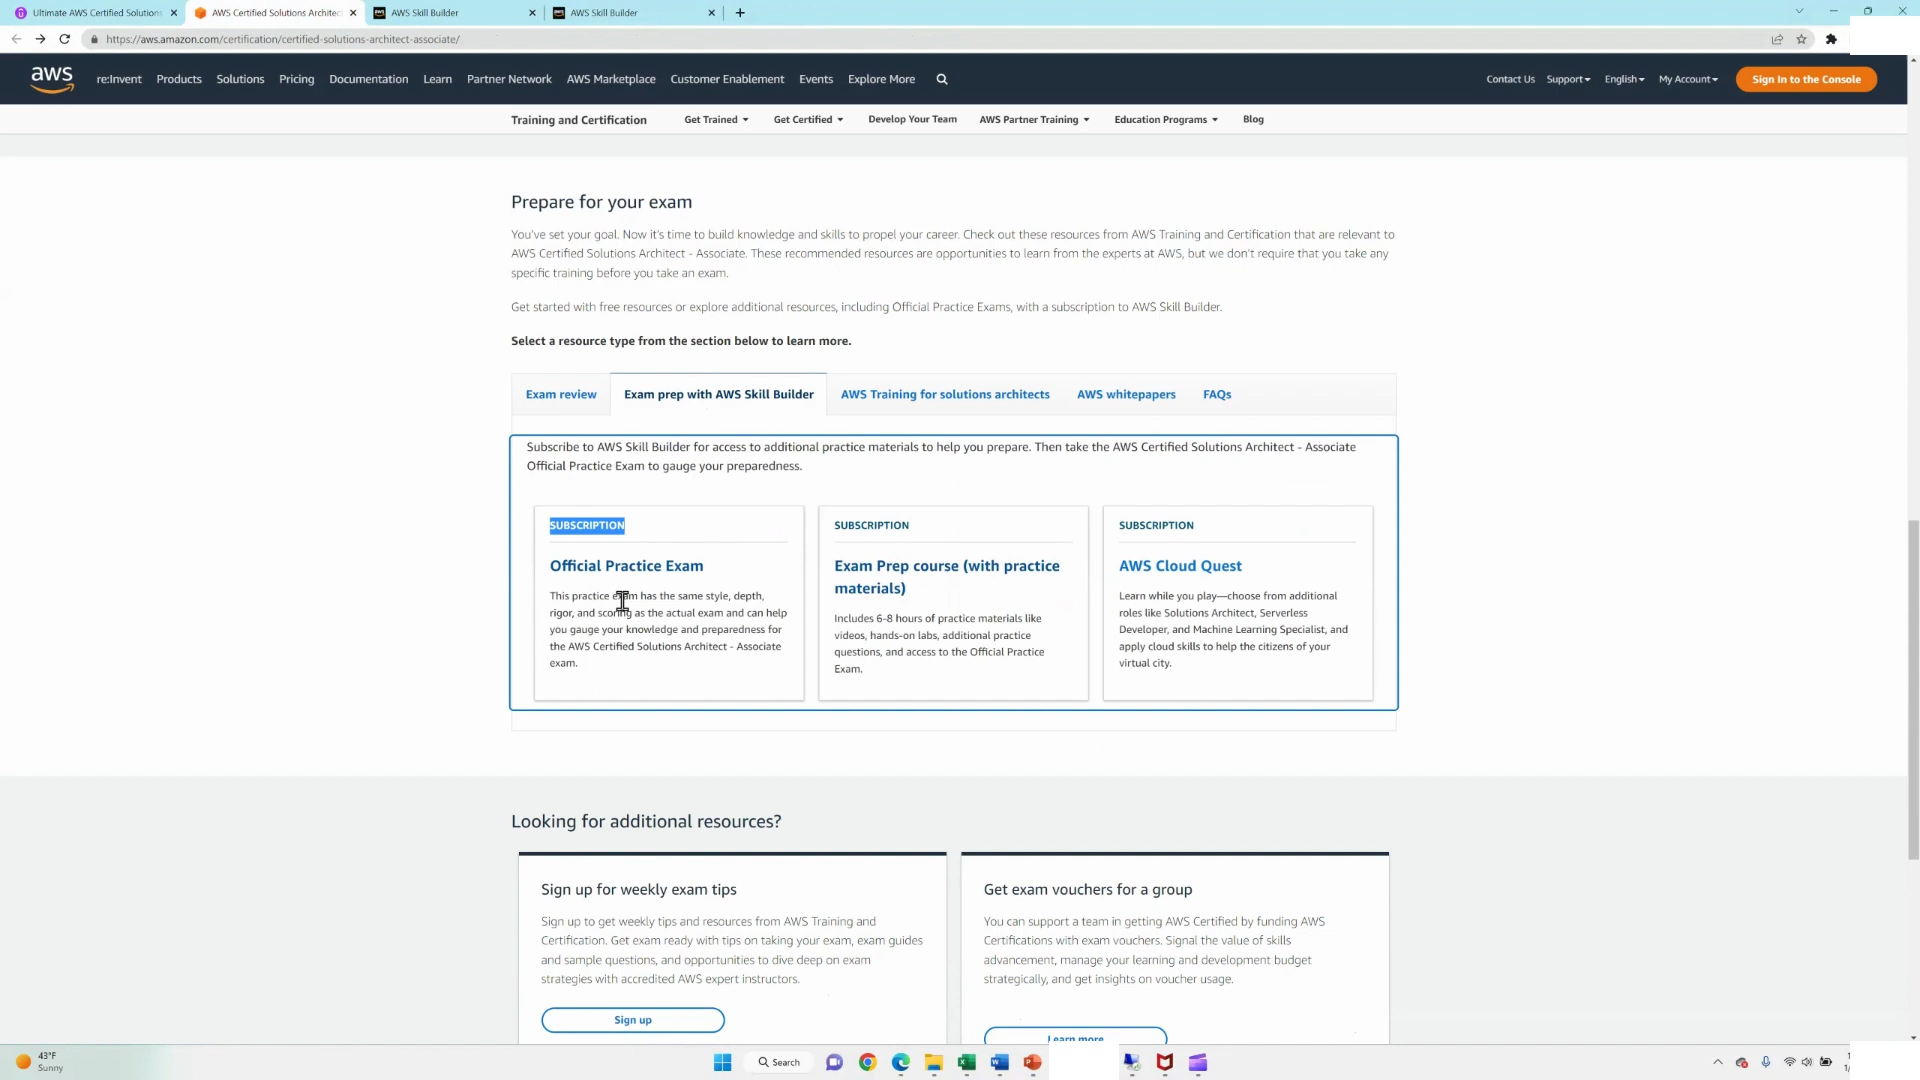 Ultimate AWS Certified Solutions
AWS Certified Solutions Architec
AWS Skill Builder
AWS Skill Builder
https://aws.amazon.com/certification/certified-solutions-architect-associate/
aws
re:Invent
Products
Solutions
Pricing
Documentation
Learn
Partner Network
AWS Marketplace
Customer Enablement
Events
Explore More
Contact Us
Support
English
My Account
Sign In to the Console
Training and Certification
Get Trained
Get Certified
Develop Your Team
AWS Partner Training
Education Programs
Blog
Prepare for your exam
You've set your goal. Now it's time to build knowledge and skills to propel your career. Check out these resources from AWS Training and Certification that are relevant to
AWS Certified Solutions Architect - Associate. These recommended resources are opportunities to learn from the experts at AWS, but we don't require that you take any
specific training before you take an exam.
Get started with free resources or explore additional resources, including Official Practice Exams, with a subscription to AWS Skill Builder.
Select a resource type from the section below to learn more.
Exam review
Exam prep with AWS Skill Builder
AWS Training for solutions architects
AWS whitepapers
FAQs
Subscribe to AWS Skill Builder for access to additional practice materials to help you prepare. Then take the AWS Certified Solutions Architect - Associate
Official Practice Exam to gauge your preparedness.
SUBSCRIPTION
Official Practice Exam
This practice exam has the same style, depth,
rigor, and scoring as the actual exam and can help
you gauge your knowledge and preparedness for
the AWS Certified Solutions Architect - Associate
exam.
SUBSCRIPTION
Exam Prep course (with practice
materials)
Includes 6-8 hours of practice materials like
videos, hands-on labs, additional practice
questions, and access to the Official Practice
Exam.
SUBSCRIPTION
AWS Cloud Quest
Learn while you play—choose from additional
roles like Solutions Architect, Serverless
Developer, and Machine Learning Specialist, and
apply cloud skills to help the citizens of your
virtual city.
Looking for additional resources?
Sign up for weekly exam tips
Sign up to get weekly tips and resources from AWS Training and
Certification. Get exam ready with tips on taking your exam, exam guides
and sample questions, and opportunities to dive deep on exam
strategies with accredited AWS expert instructors.
Sign up
Get exam vouchers for a group
You can support a team in getting AWS Certified by funding AWS
Certifications with exam vouchers. Signal the value of skills
advancement, manage your learning and development budget
strategically, and get insights on voucher usage.
Learn more
43°F
Sunny
Search